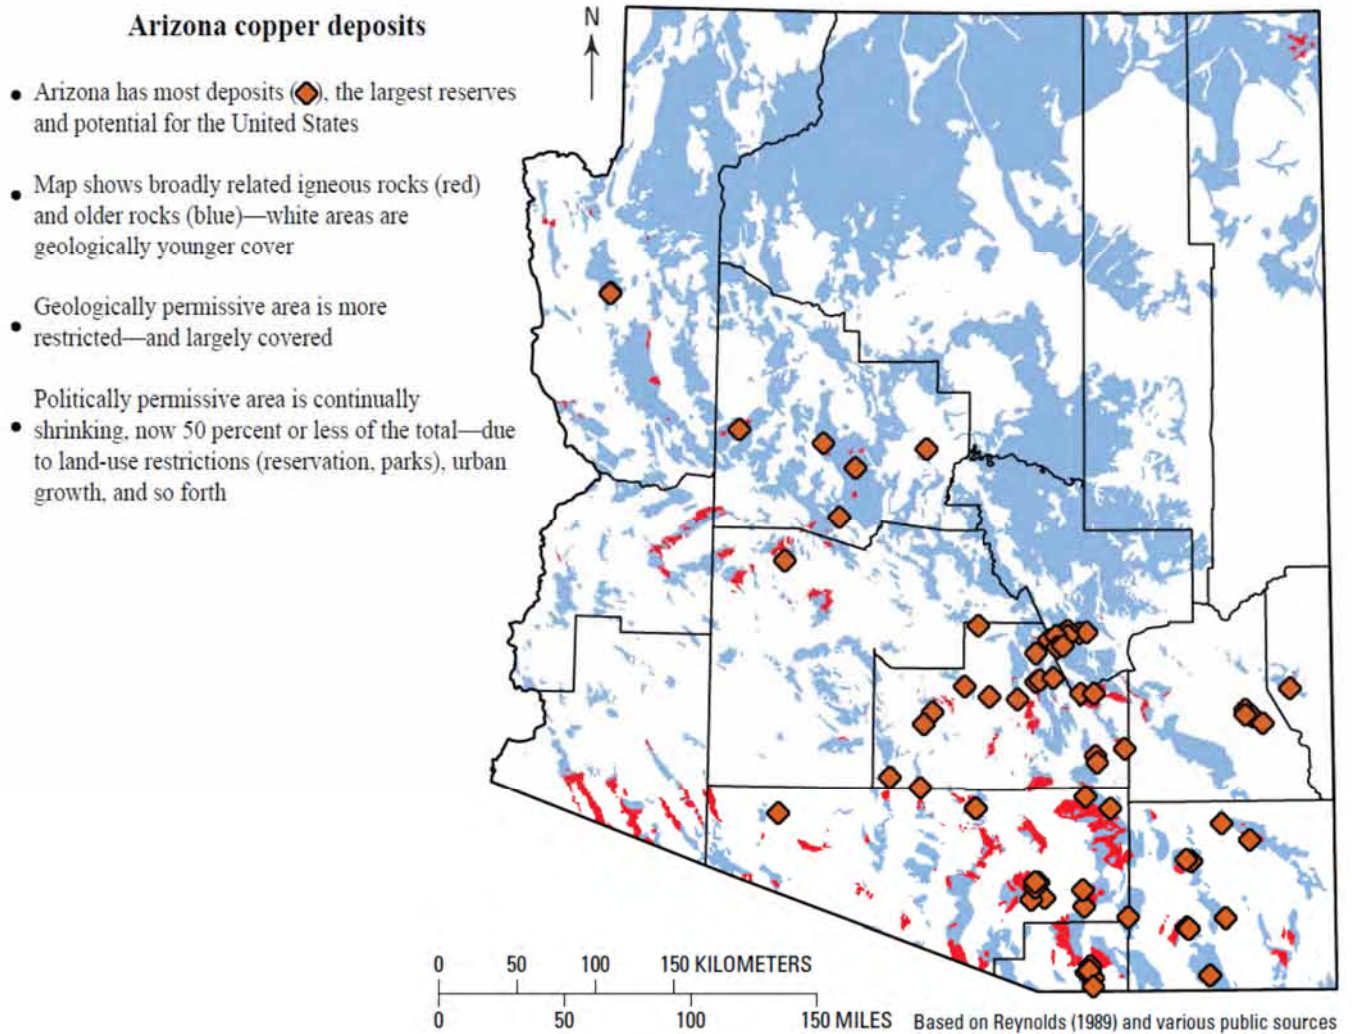 Arizona copper deposits
• Arizona has most deposits (), the largest reserves
and potential for the United States
• Map shows broadly related igneous rocks (red)
and older rocks (blue)—white areas are
geologically younger cover
• Geologically permissive area is more
restricted—and largely covered
• Politically permissive area is continually
shrinking, now 50 percent or less of the total—due
to land-use restrictions (reservation, parks), urban
growth, and so forth
N
0 50 100 150 KILOMETERS
0 50 100 150 MILES
Based on Reynolds (1989) and various public sources